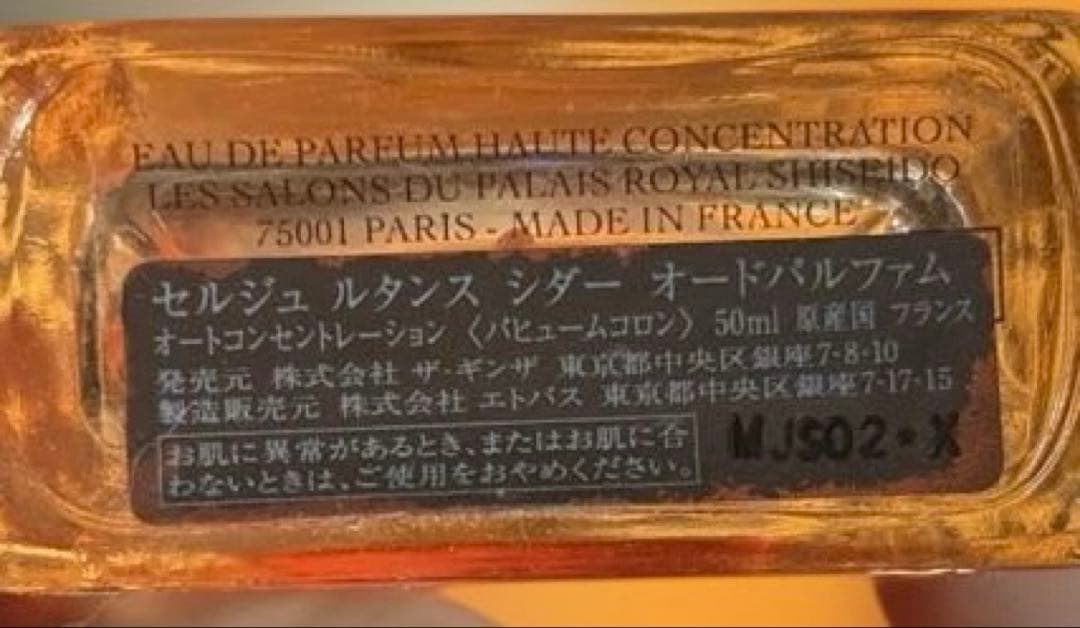 EAU DE PARFUM HAUTE CONCENTRATION
LES SALONS DU PALAIS ROYAL SHISEIDO
75001 PARIS - MADE IN FRANCE
セルジュ ルタンス シダー オードパルファム
オートコンセントレーション 〈パヒュームコロン〉 50ml 原産国 フランス
発売元 株式会社 ザ・ギンザ 東京都中央区銀座7-8-10
製造販売元 株式会社 エトバス 東京都中央区銀座7-17-15
お肌に異常があるとき、またはお肌に合
わないときは、ご使用をおやめください。
MJS02・X